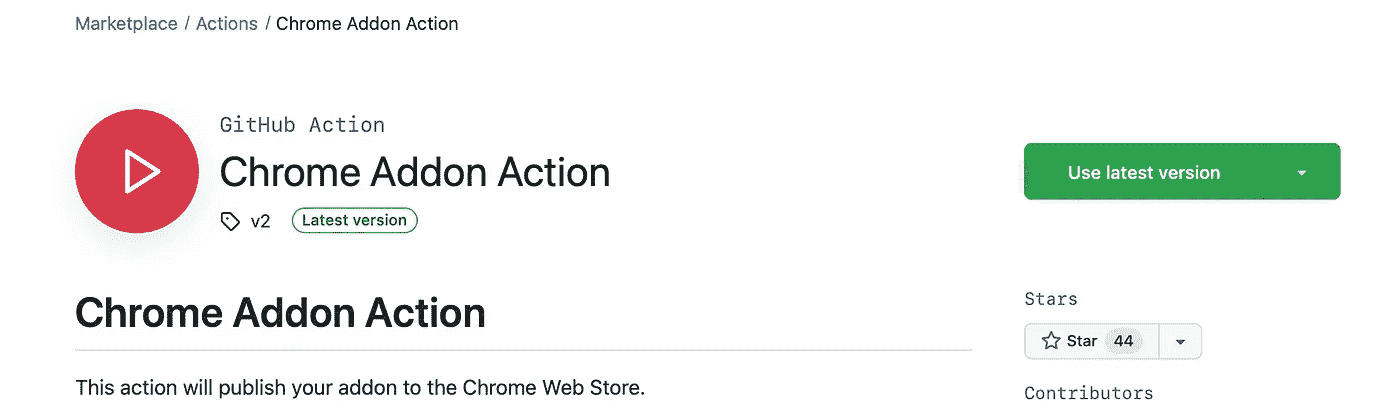 Marketplace / Actions / Chrome Addon Action
GitHub Action
Chrome Addon Action
v2 Latest version
Use latest version
Chrome Addon Action
This action will publish your addon to the Chrome Web Store.
Stars
Star 44
Contributors